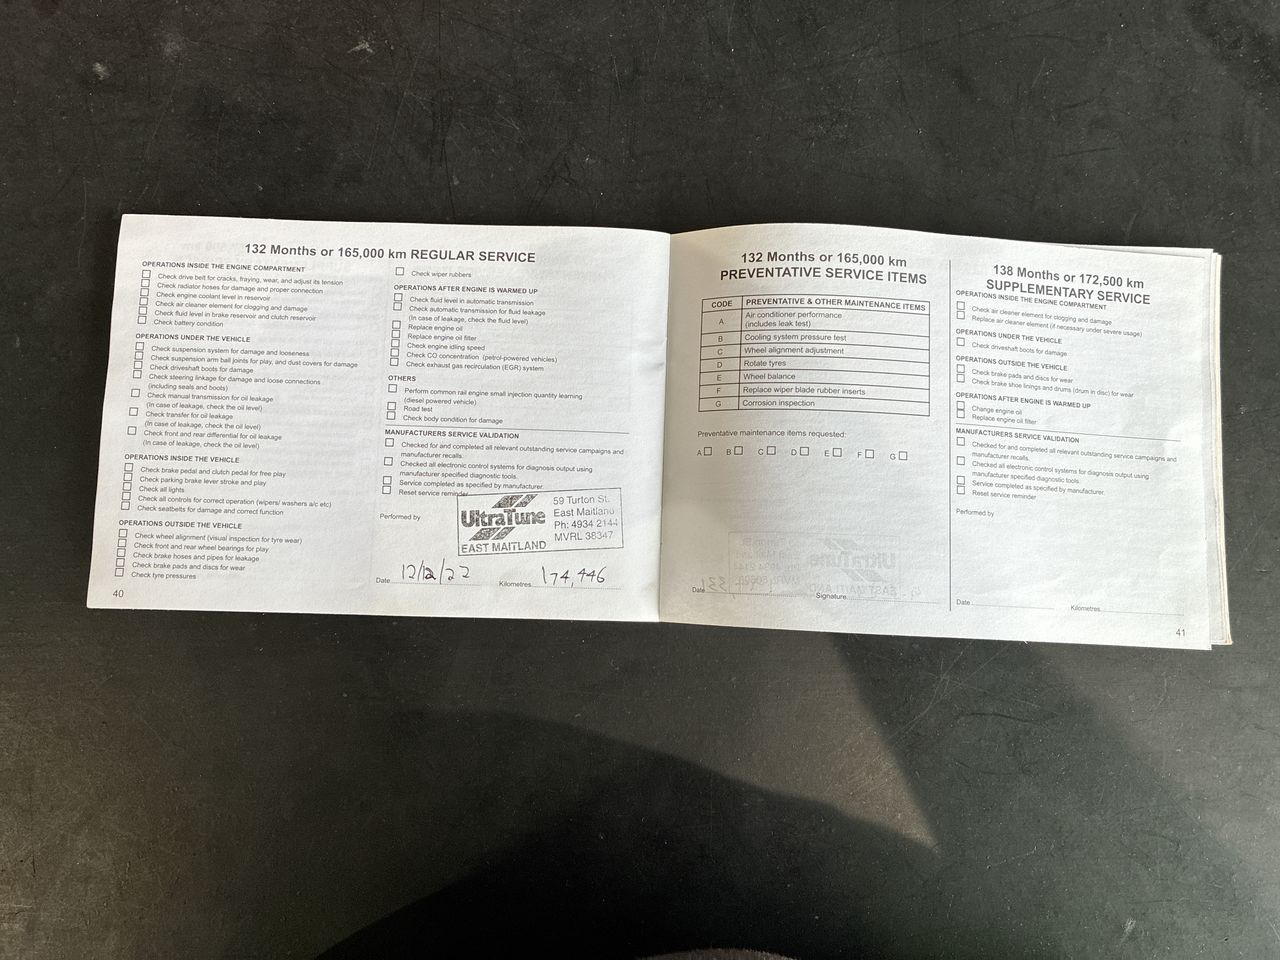 132 Months or 165,000 km REGULAR SERVICE
OPERATIONS INSIDE THE ENGINE COMPARTMENT
Check drive belt for cracks, fraying, wear, and adjust its tension
Check radiator hoses for damage and proper connection
Check engine coolant level in reservoir
Check air cleaner element for clogging and damage
Check fluid level in brake reservoir and clutch reservoir
Check battery condition
OPERATIONS UNDER THE VEHICLE
Check suspension system for damage and looseness
Check suspension arm ball joints for play, and dust covers for damage
Check driveshaft boots for damage
Check steering linkage for damage and loose connections
(including seals and boots)
Check manual transmission for oil leakage
(In case of leakage, check the oil level)
Check transfer for oil leakage
(In case of leakage, check the oil level)
Check front and rear differential for oil leakage
(In case of leakage, check the oil level)
OPERATIONS INSIDE THE VEHICLE
Check brake pedal and clutch pedal for free play
Check parking brake lever stroke and play
Check all lights
Check all controls for correct operation (wipers/ washers a/c etc)
Check seatbelts for damage and correct function
OPERATIONS OUTSIDE THE VEHICLE
Check wheel alignment (visual inspection for tyre wear)
Check front and rear wheel bearings for play
Check brake hoses and pipes for leakage
Check brake pads and discs for wear
Check tyre pressures
40
Check wiper rubbers
OPERATIONS AFTER ENGINE IS WARMED UP
Check fluid level in automatic transmission
Check automatic transmission for fluid leakage
(In case of leakage, check the fluid level)
Replace engine oil
Replace engine oil filter
Check engine idling speed
Check CO concentration (petrol-powered vehicles)
Check exhaust gas recirculation (EGR) system
OTHERS
Perform common rail engine small injection quantity learning
(diesel powered vehicle)
Road test
Check body condition for damage
MANUFACTURERS SERVICE VALIDATION
Checked for and completed all relevant outstanding service campaigns and
manufacturer recalls.
Checked all electronic control systems for diagnosis output using
manufacturer specified diagnostic tools.
Service completed as specified by manufacturer.
Reset service reminder
Performed by
UltraTune
EAST MAITLAND
59 Turton St.
East Maitland
Ph: 4934 2144
MVRL 38347
Date 12/12/22 Kilometres 174,446
132 Months or 165,000 km
PREVENTATIVE SERVICE ITEMS
CODE PREVENTATIVE & OTHER MAINTENANCE ITEMS
A Air conditioner performance
(includes leak test)
B Cooling system pressure test
C Wheel alignment adjustment
D Rotate tyres
E Wheel balance
F Replace wiper blade rubber inserts
G Corrosion inspection
Preventative maintenance items requested:
A B C D E F G
Date Signature
138 Months or 172,500 km
SUPPLEMENTARY SERVICE
OPERATIONS INSIDE THE ENGINE COMPARTMENT
Check air cleaner element for clogging and damage
Replace air cleaner element (if necessary under severe usage)
OPERATIONS UNDER THE VEHICLE
Check driveshaft boots for damage
OPERATIONS OUTSIDE THE VEHICLE
Check brake pads and discs for wear
Check brake shoe linings and drums (drum in disc) for wear
OPERATIONS AFTER ENGINE IS WARMED UP
Change engine oil
Replace engine oil filter
MANUFACTURERS SERVICE VALIDATION
Checked for and completed all relevant outstanding service campaigns and
manufacturer recalls.
Checked all electronic control systems for diagnosis output using
manufacturer specified diagnostic tools.
Service completed as specified by manufacturer.
Reset service reminder
Performed by
Date Kilometres
41